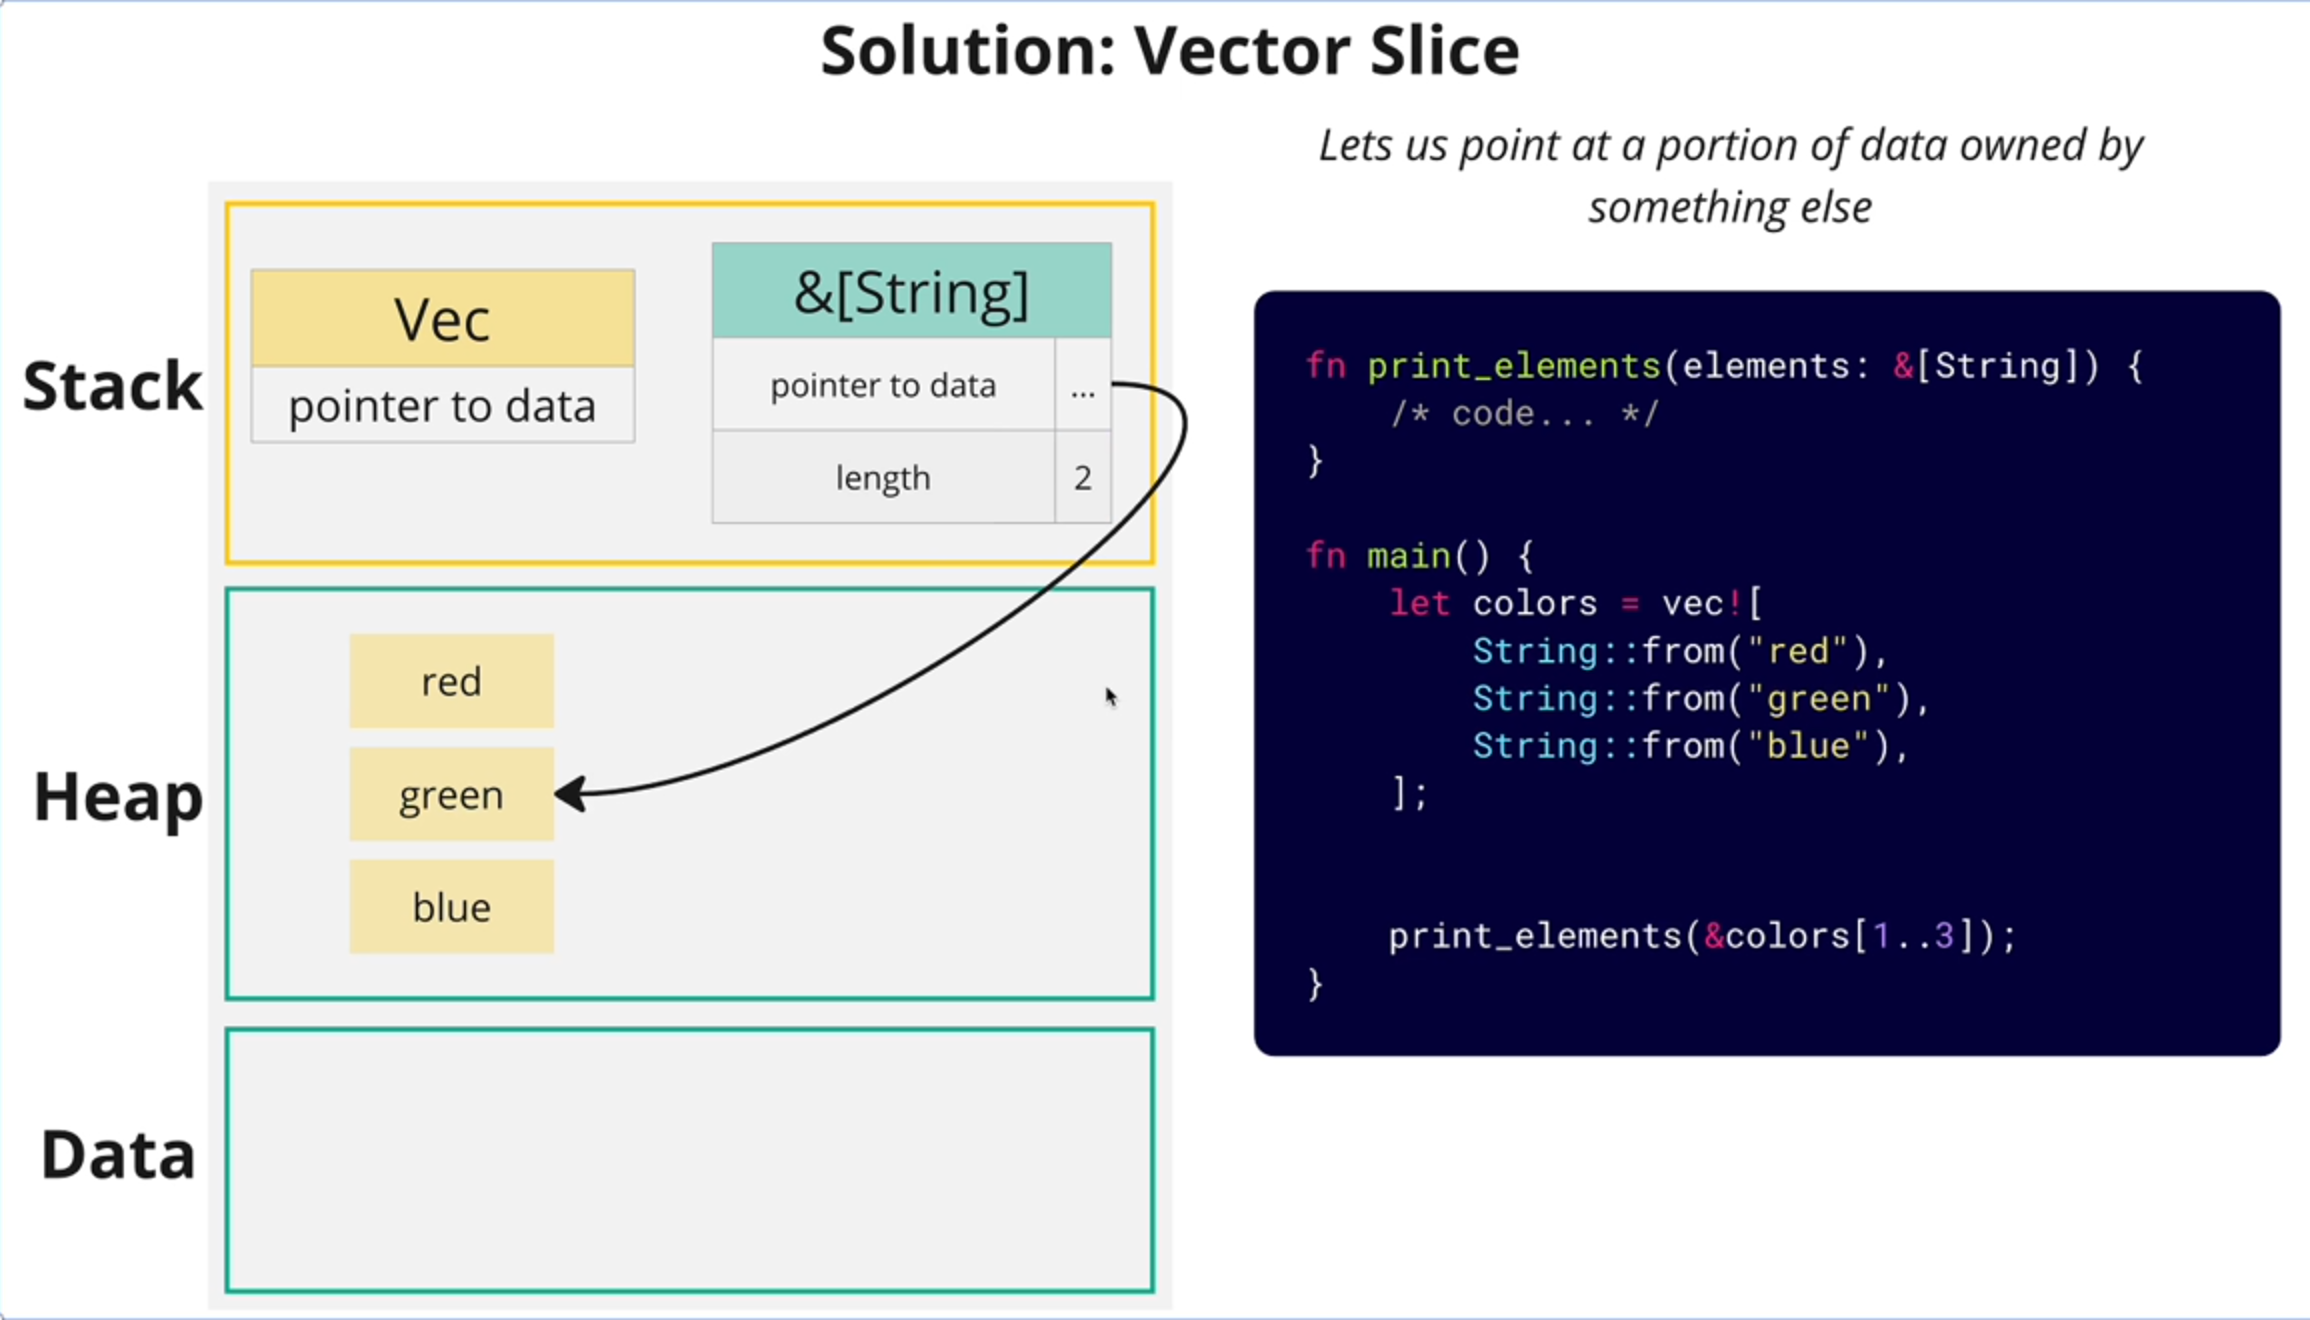 Solution: Vector Slice
Lets us point at a portion of data owned by
something else
Stack
Vec
pointer to data
&[String]
pointer to data ...
length 2
Heap
red
green
blue
Data
fn print_elements(elements: &[String]) {
    /* code... */
}
fn main() {
    let colors = vec![
        String::from("red"),
        String::from("green"),
        String::from("blue"),
    ];
    print_elements(&colors[1..3]);
}